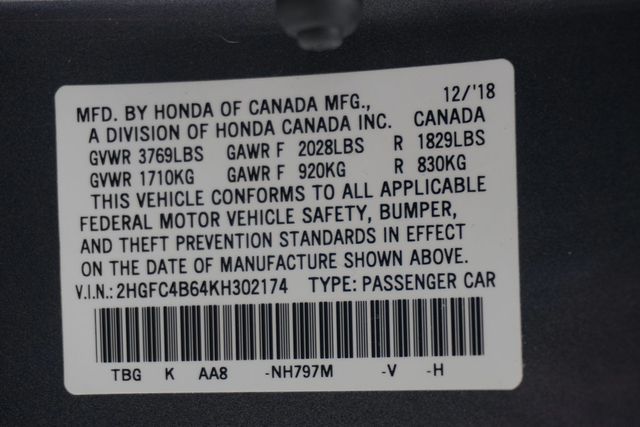 MFD. BY HONDA OF CANADA MFG., 12/'18
A DIVISION OF HONDA CANADA INC. CANADA
GVWR 3769LBS GAWR F 2028LBS R 1829LBS
GVWR 1710KG GAWR F 920KG R 830KG
THIS VEHICLE CONFORMS TO ALL APPLICABLE
FEDERAL MOTOR VEHICLE SAFETY, BUMPER,
AND THEFT PREVENTION STANDARDS IN EFFECT
ON THE DATE OF MANUFACTURE SHOWN ABOVE.
V.I.N.:2HGFC4B64KH302174 TYPE: PASSENGER CAR
TBG K AA8 -NH797M -V -H